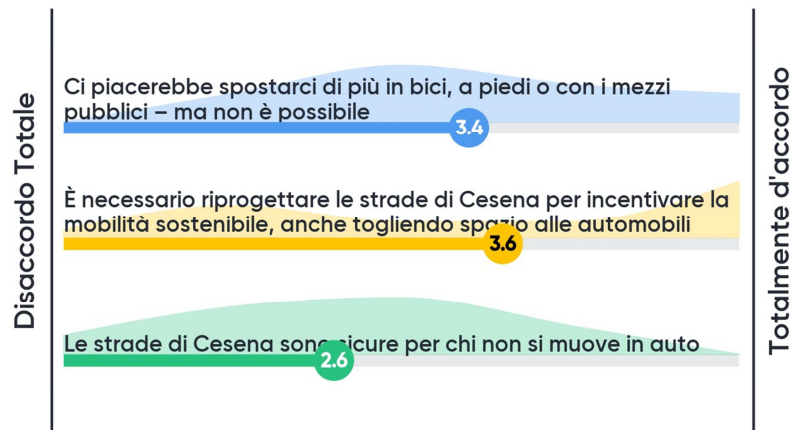 Disaccordo Totale
Ci piacerebbe spostarci di più in bici, a piedi o con i mezzi
pubblici – ma non è possibile
3.4
È necessario riprogettare le strade di Cesena per incentivare la
mobilità sostenibile, anche togliendo spazio alle automobili
3.6
Le strade di Cesena sono sicure per chi non si muove in auto
2.6
Totalmente d'accordo